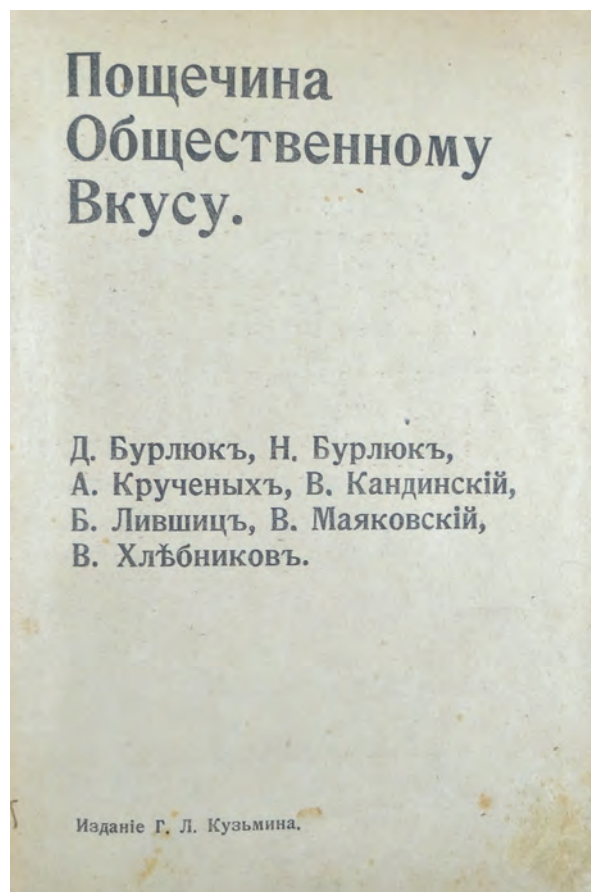 Пощечина
Общественному
Вкусу.
Д. Бурлюкъ, Н. Бурлюкъ,
А. Крученыхъ, В. Кандинскій,
Б. Лившицъ, В. Маяковскій,
В. Хлѣбниковъ.
Изданіе Г. Л. Кузьмина.